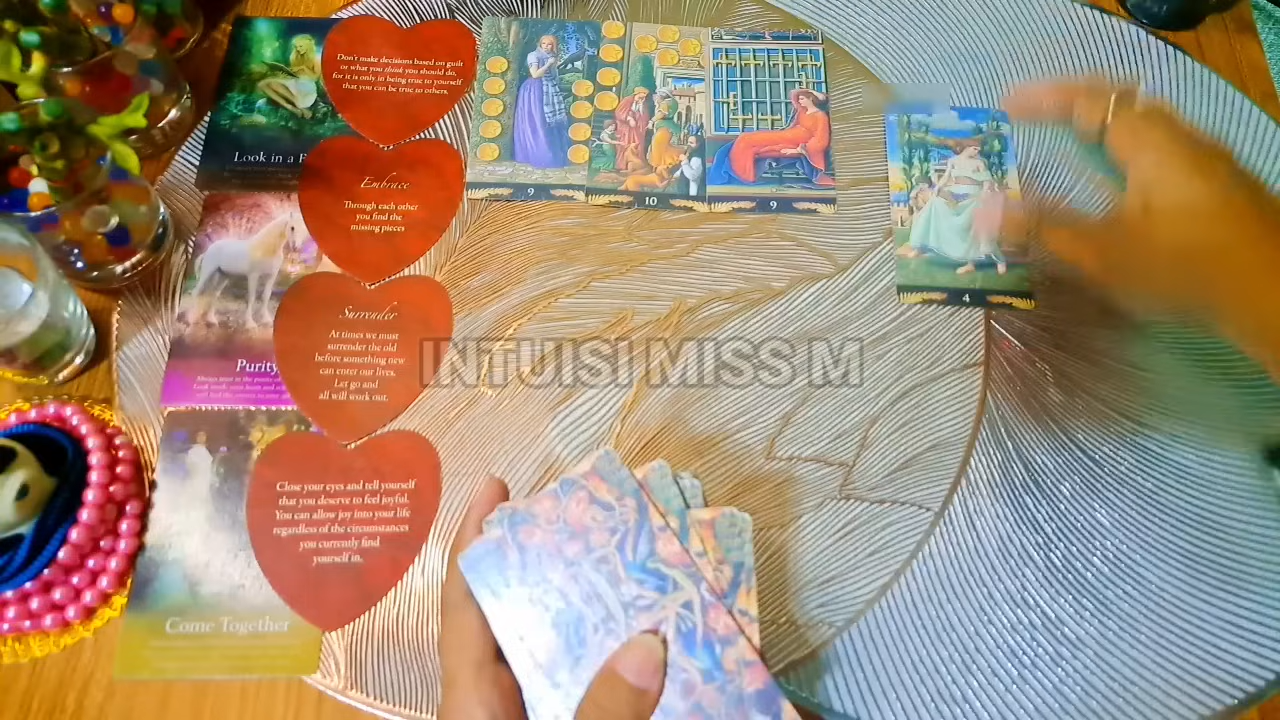 Don't make decisions based on guilt
or what you think you should do,
for it is only in being true to yourself
that you can be true to others.
Look in a
Embrace
Through each other
you find the
missing pieces
Surrender
At times we must
surrender the old
before something new
can enter our lives.
Let go and
all will work out.
Purity
Close your eyes and tell yourself
that you deserve to feel joyful.
You can allow joy into your life
regardless of the circumstances
you currently find
yourself in.
Come Together
9
10
9
4
INTUISI MISSOM